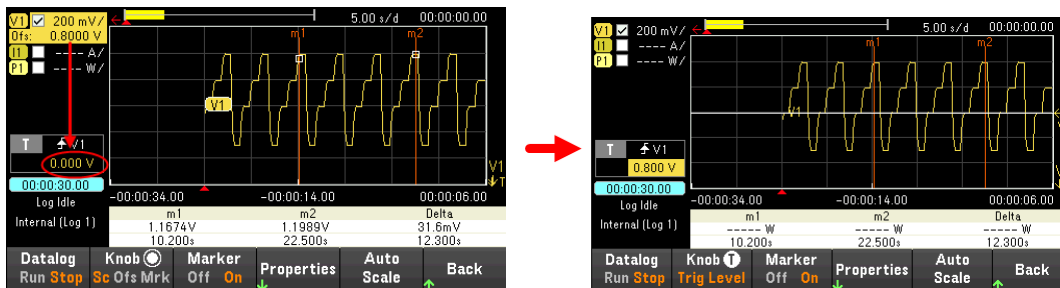 V1 200 mV/ 5.00 s/d 00:00:00.00
Ofs: 0.8000 V
I1 ---- A/
P1 ---- W/
m1 m2
V1
T V1
0.000 V
V1
T
00:00:30.00
-00:00:34.00 -00:00:14.00 00:00:06.00
Log Idle
Internal (Log 1)
m1 m2 Delta
1.1674V 1.1989V 31.6mV
10.200s 22.500s 12.300s
Datalog Knob Marker Properties Auto Back
Run Stop Sc Ofs Mrk Off On Scale
V1 200 mV/ 5.00 s/d 00:00:00.00
I1 ---- A/
P1 ---- W/
m1 m2
V1
T V1
0.800 V
00:00:30.00
-00:00:34.00 -00:00:14.00 00:00:06.00
Log Idle
Internal (Log 1)
m1 m2 Delta
----- W ----- W ----- W
10.200s 22.500s 12.300s
Datalog Knob T Marker Properties Auto Back
Run Stop Trig Level Off On Scale